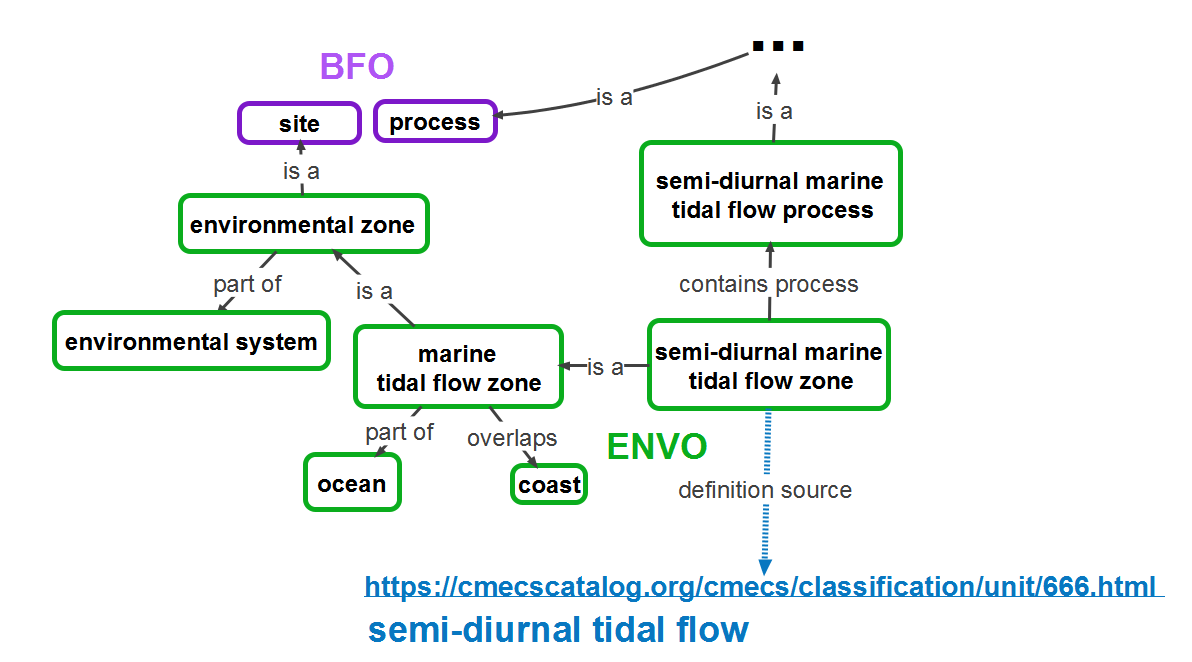 ...
BFO
is a
site
process
is a
is a
semi-diurnal marine
tidal flow process
environmental zone
part of
is a
contains process
environmental system
marine
tidal flow zone
is a
semi-diurnal marine
tidal flow zone
part of
overlaps
ENVO
ocean
coast
definition source
https://cmecscatalog.org/cmecs/classification/unit/666.html
semi-diurnal tidal flow